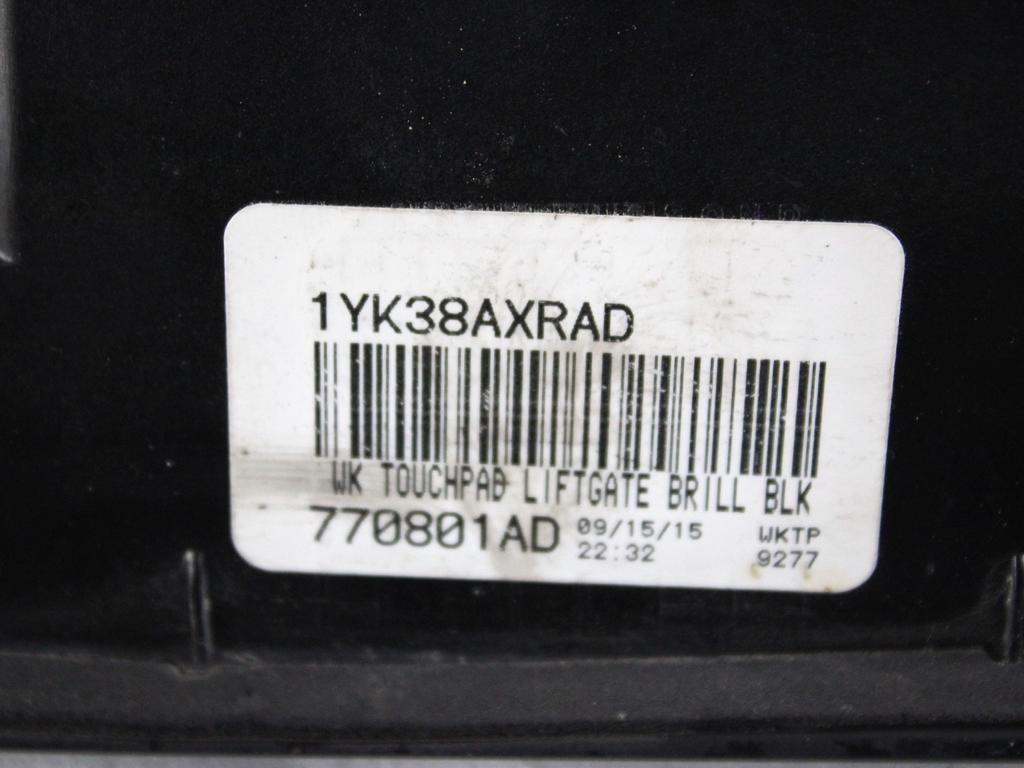 1YK38AXRAD
WK TOUCHPAD LIFTGATE BRILL BLK
770801AD 09/15/15 WKTP
22:32 9277